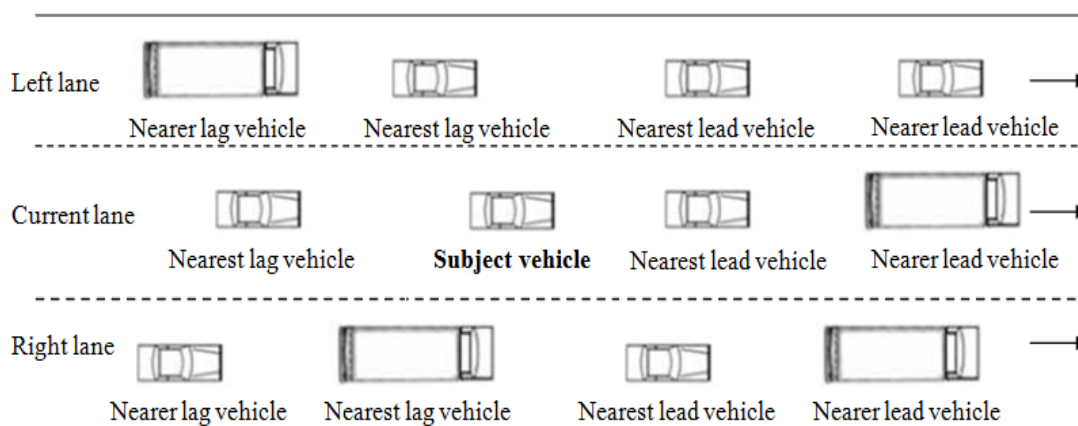 Left lane
Nearer lag vehicle Nearest lag vehicle Nearest lead vehicle Nearer lead vehicle
Current lane
Nearest lag vehicle Subject vehicle Nearest lead vehicle Nearer lead vehicle
Right lane
Nearer lag vehicle Nearest lag vehicle Nearest lead vehicle Nearer lead vehicle